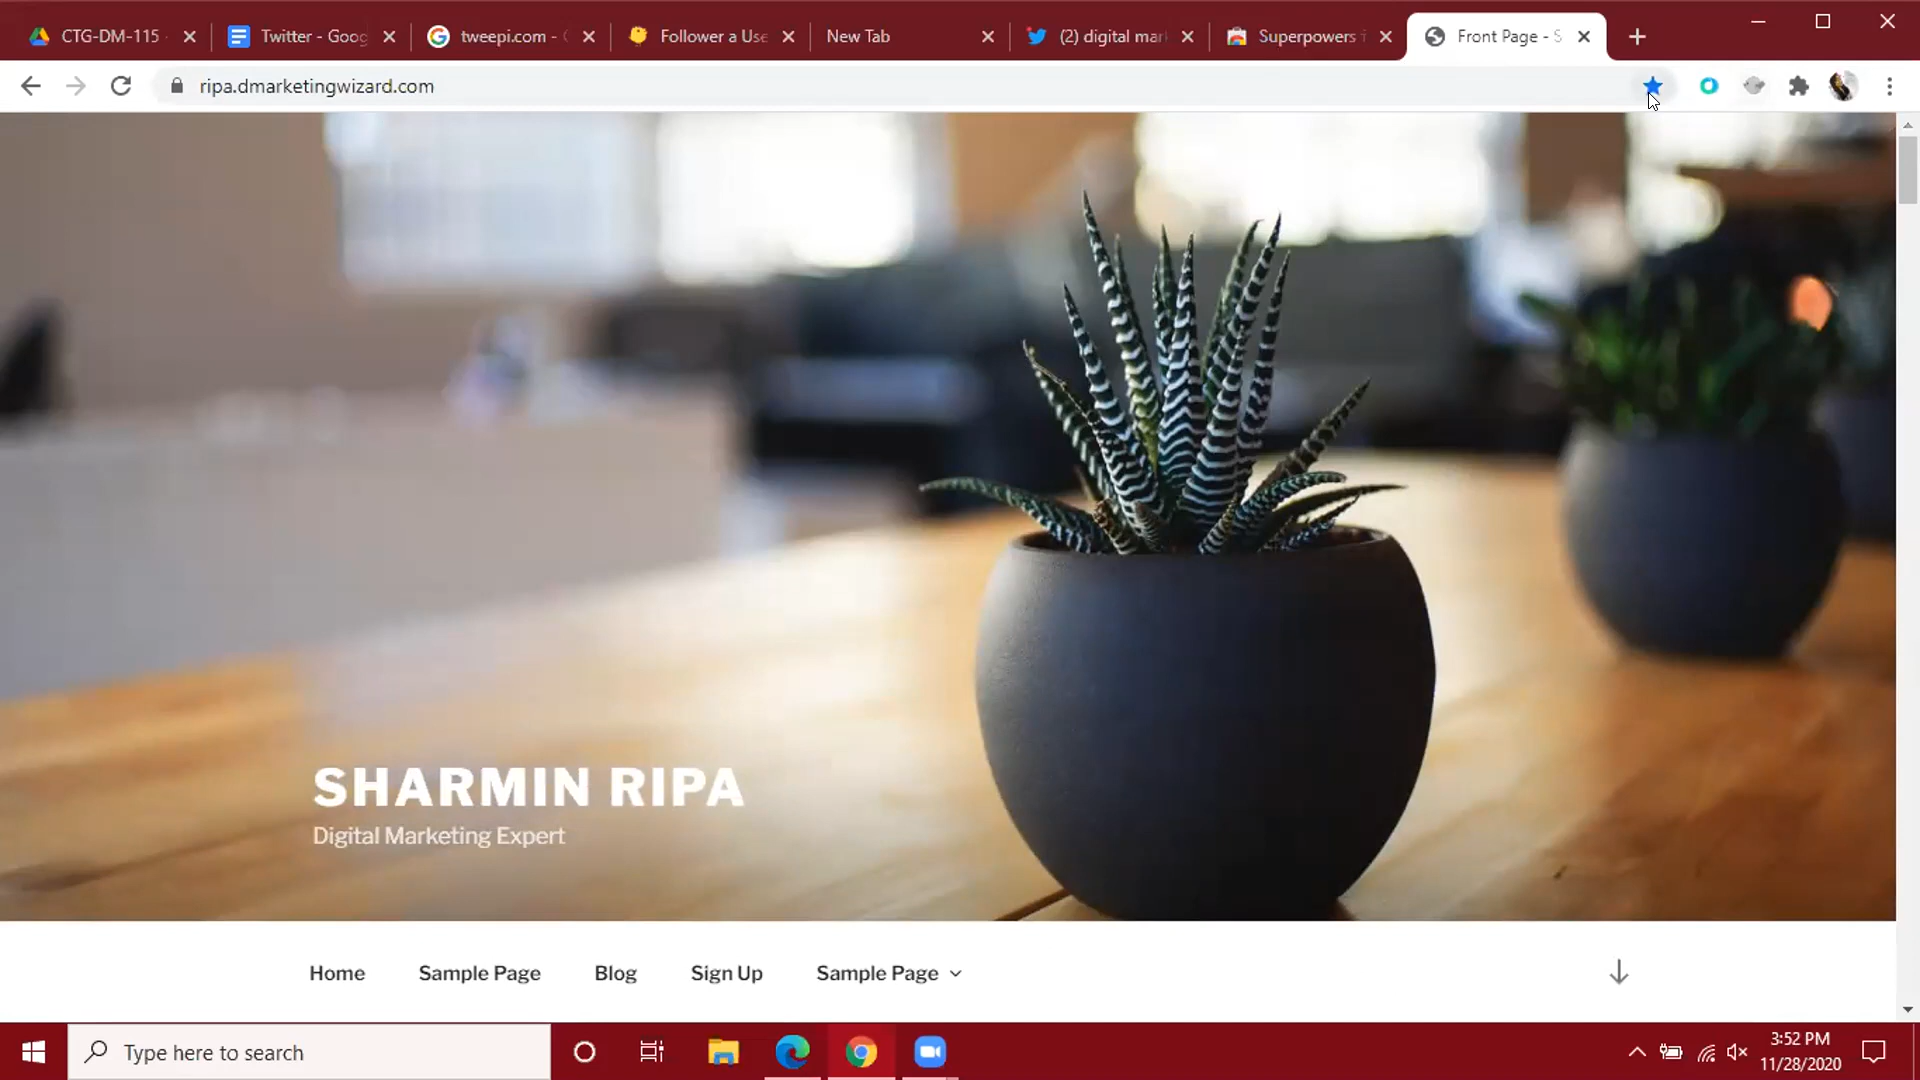 CTG-DM-115
Twitter - Goog
tweepi.com - G
Follower a Use
New Tab
(2) digital mar
Superpowers f
Front Page - S
ripa.dmarketingwizard.com
SHARMIN RIPA
Digital Marketing Expert
Home
Sample Page
Blog
Sign Up
Sample Page
Type here to search
3:52 PM
11/28/2020